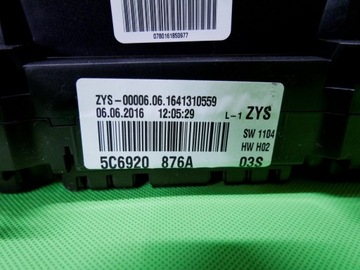 0760161850977
ZYS-00006.06.1641310559
06.06.2016 12:05:29 L-1 ZYS
SW 1104
HW H02
5C6920 876A 03S